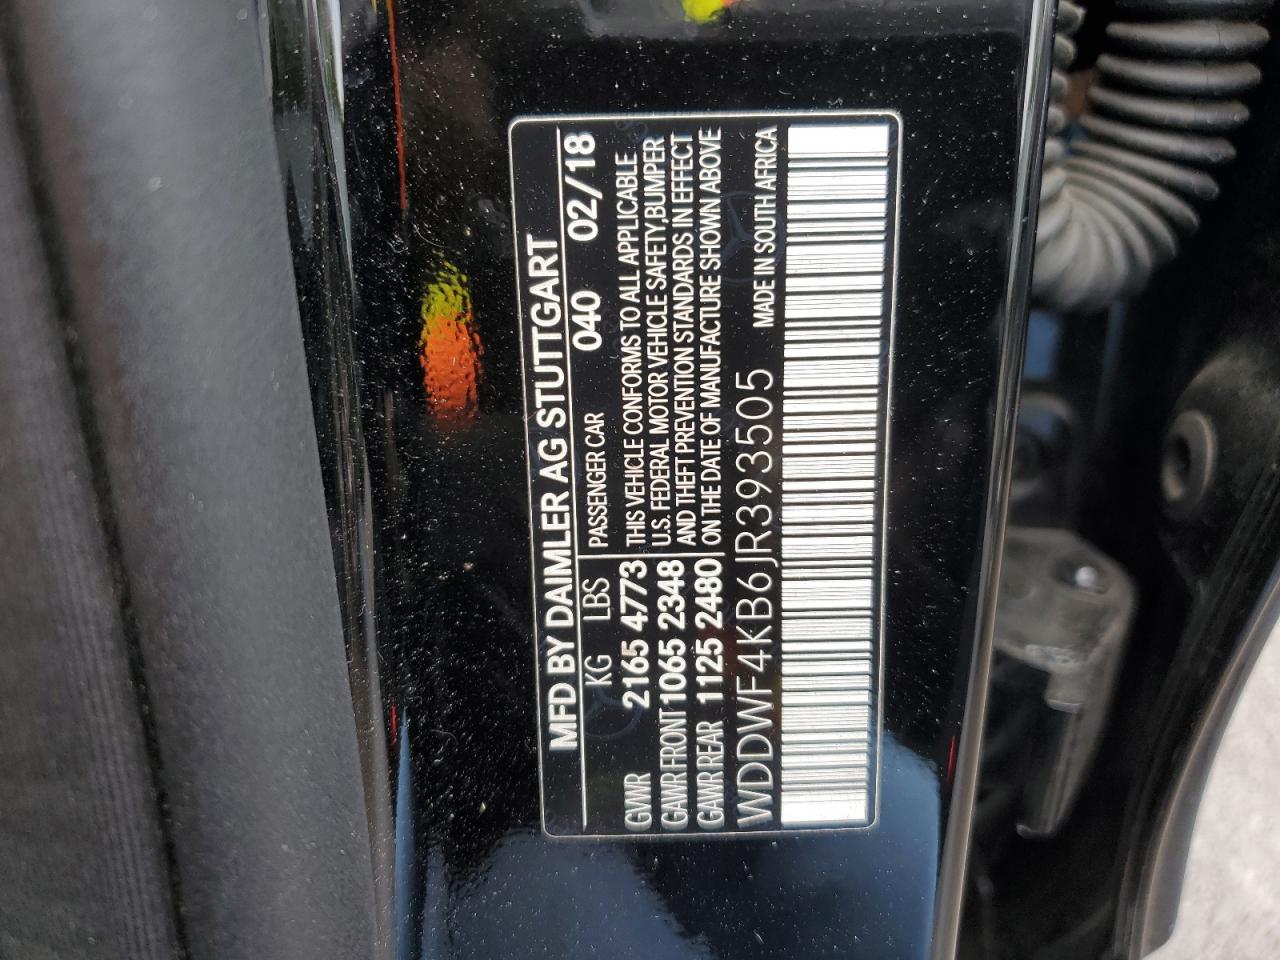 MFD BY DAIMLER AG STUTTGART
KG LBS PASSENGER CAR 040 02/18
GVWR 2165 4773 THIS VEHICLE CONFORMS TO ALL APPLICABLE
GAWR FRONT 1065 2348 U.S. FEDERAL MOTOR VEHICLE SAFETY,BUMPER
AND THEFT PREVENTION STANDARDS IN EFFECT
GAWR REAR 1125 2480 ON THE DATE OF MANUFACTURE SHOWN ABOVE
WDDWF4KB6JR393505 MADE IN SOUTH AFRICA